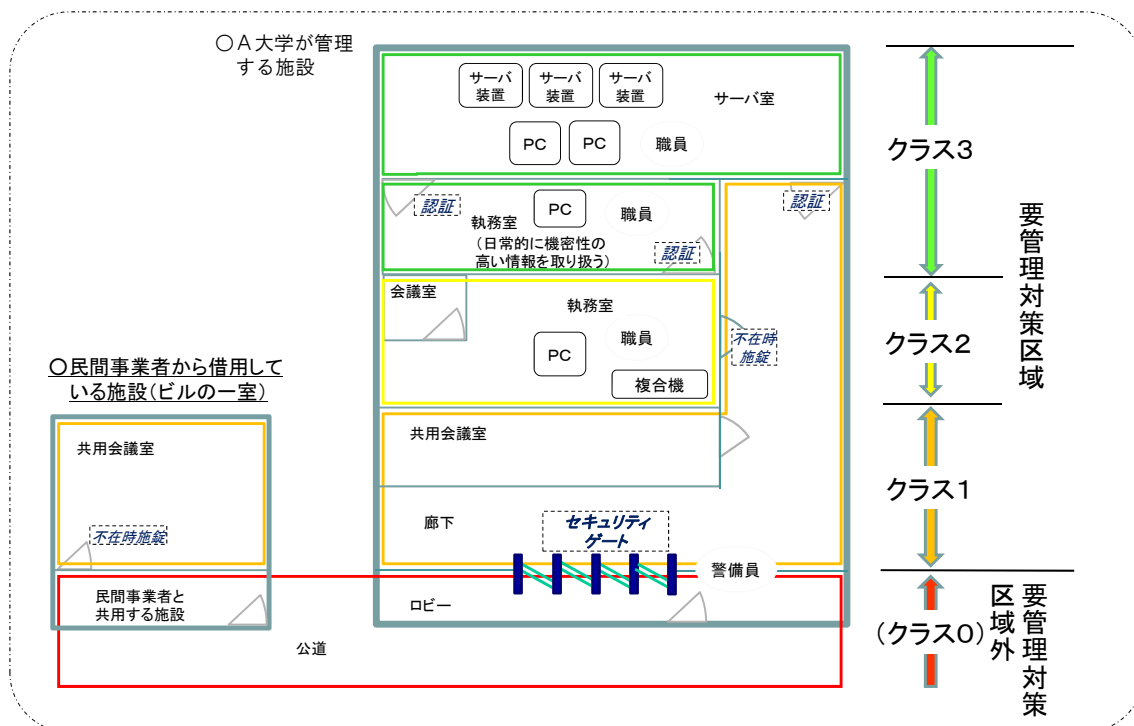 〇A大学が管理
する施設
サーバ
装置
サーバ
装置
サーバ
装置
サーバ室
PC
PC
職員
クラス3
認証
PC
職員
認証
執務室
(日常的に機密性の
高い情報を取り扱う)
認証
要管理対策区域
会議室
執務室
職員
PC
不在時
施錠
複合機
クラス2
〇民間事業者から借用して
いる施設(ビルの一室)
共用会議室
不在時施錠
民間事業者と
共用する施設
共用会議室
クラス1
廊下
セキュリティ
ゲート
警備員
ロビー
公道
(クラス0)
要管理対策
区域外